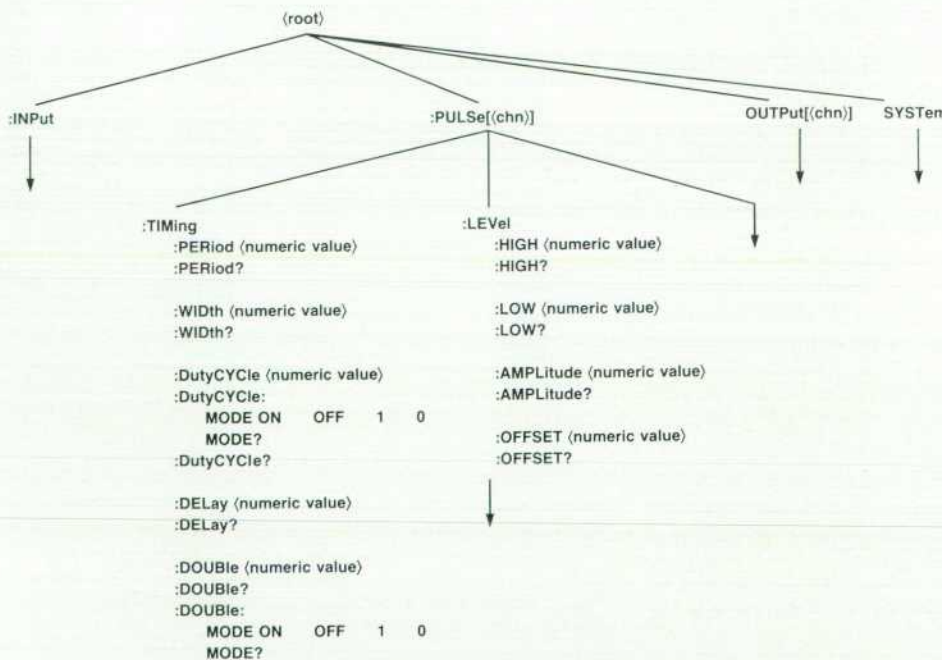 ⟨root⟩
:INPut
:PULSe[⟨chn⟩]
OUTPut[⟨chn⟩]
SYSTem
:TIMing
:PERiod ⟨numeric value⟩
:PERiod?
:WIDth ⟨numeric value⟩
:WIDth?
:DutyCYCle ⟨numeric value⟩
:DutyCYCle:
MODE ON OFF 1 0
MODE?
:DutyCYCle?
:DELay ⟨numeric value⟩
:DELay?
:DOUBle ⟨numeric value⟩
:DOUBle?
:DOUBle:
MODE ON OFF 1 0
MODE?
:LEVel
:HIGH ⟨numeric value⟩
:HIGH?
:LOW ⟨numeric value⟩
:LOW?
:AMPLitude ⟨numeric value⟩
:AMPLitude?
:OFFSET ⟨numeric value⟩
:OFFSET?